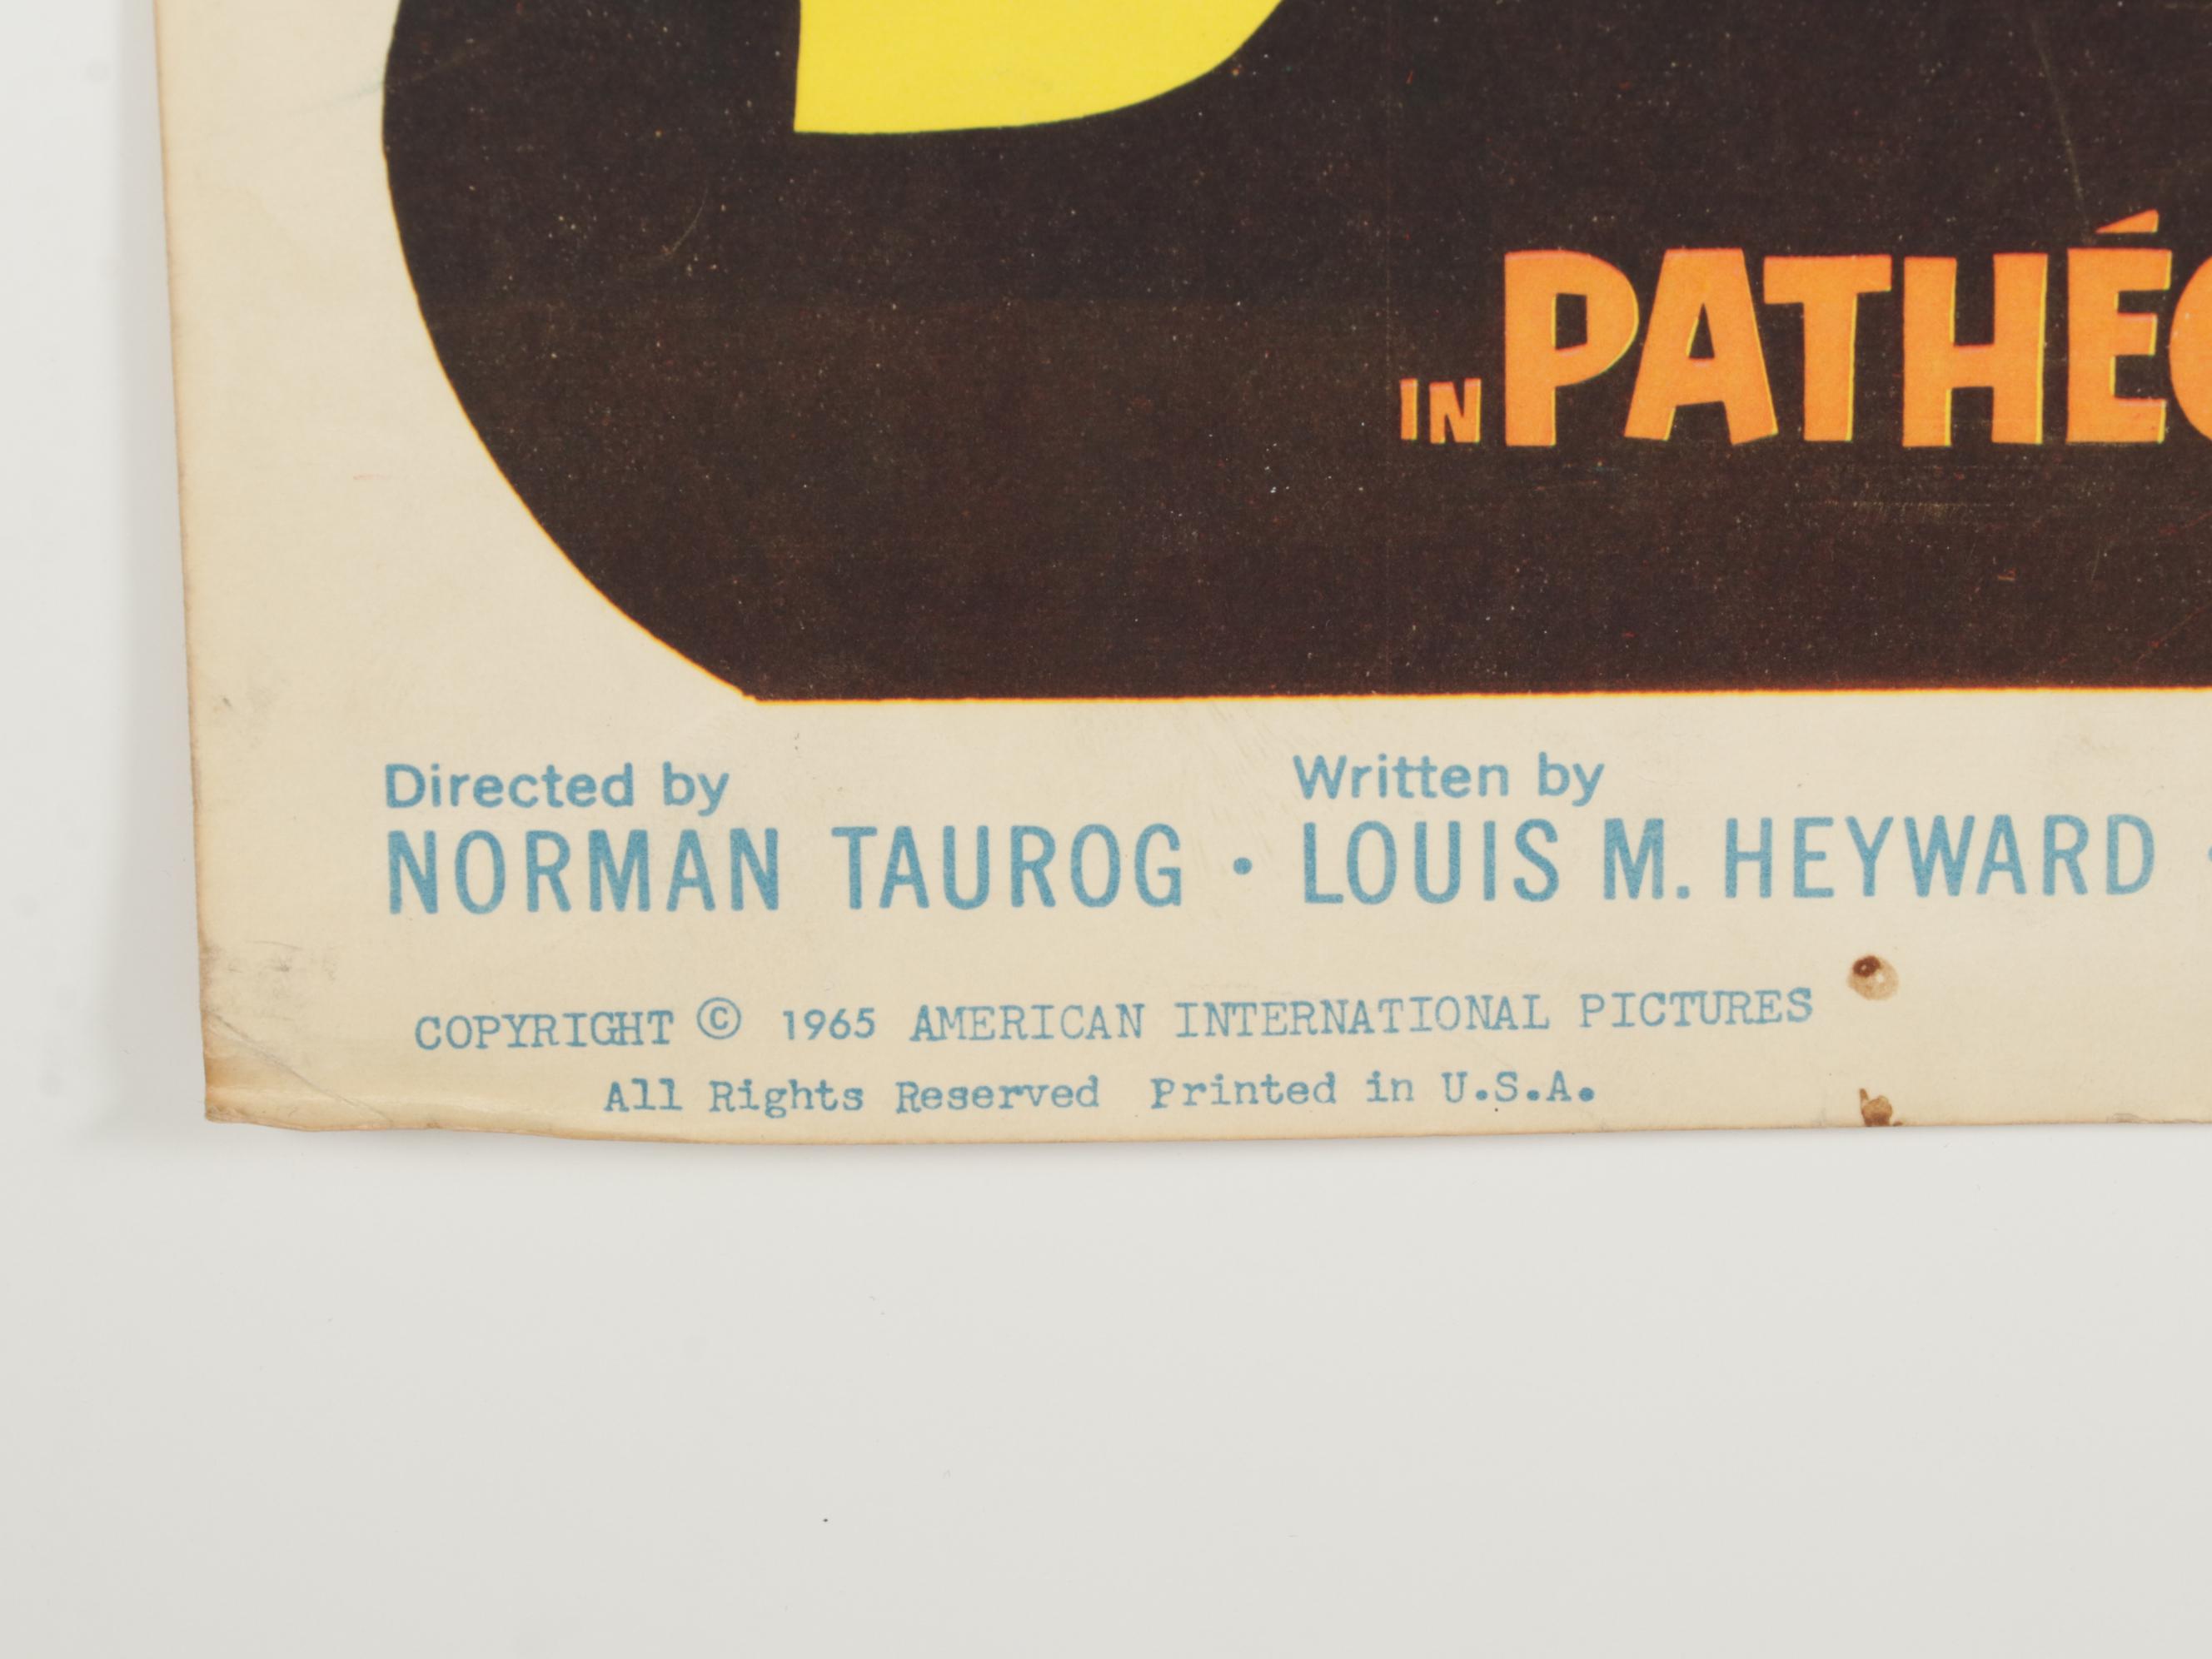 IN PATHÉ
Directed by
Written by
NORMAN TAUROG • LOUIS M. HEYWARD •
COPYRIGHT © 1965 AMERICAN INTERNATIONAL PICTURES
All Rights Reserved Printed in U.S.A.